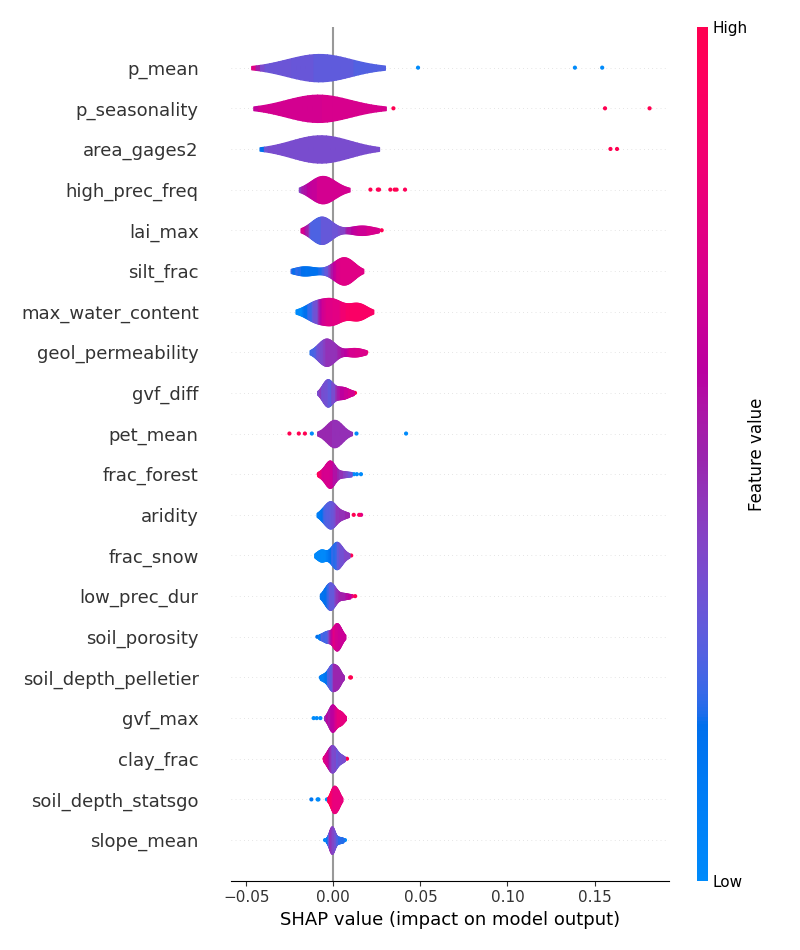 High
p_mean
p_seasonality
area_gages2
high_prec_freq
lai_max
silt_frac
max_water_content
geol_permeability
gvf_diff
pet_mean
frac_forest
aridity
frac_snow
low_prec_dur
soil_porosity
soil_depth_pelletier
gvf_max
clay_frac
soil_depth_statsgo
slope_mean
Feature value
Low
−0.05 0.00 0.05 0.10 0.15
SHAP value (impact on model output)